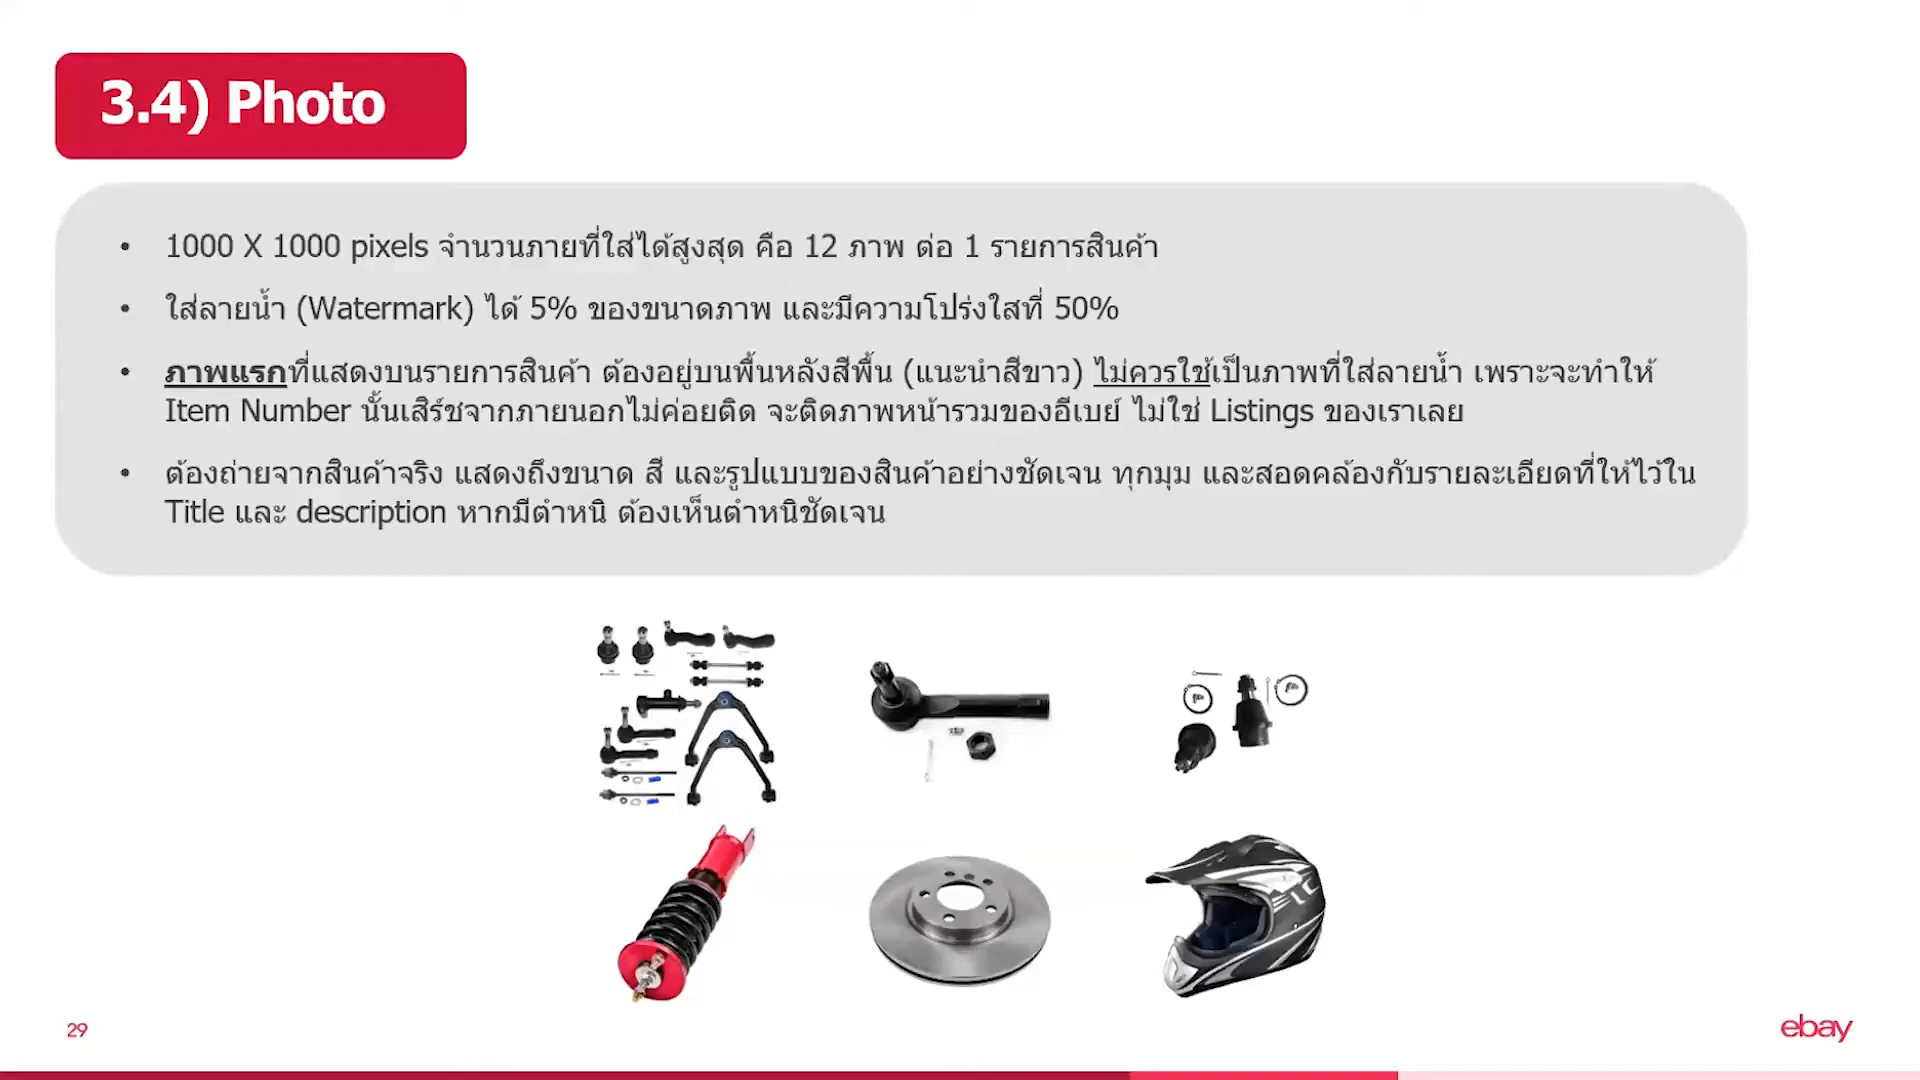 3.4) Photo
• 1000 X 1000 pixels จำนวนภายที่ใส่ได้สูงสุด คือ 12 ภาพ ต่อ 1 รายการสินค้า
• ใส่ลายน้ำ (Watermark) ได้ 5% ของขนาดภาพ และมีความโปร่งใสที่ 50%
• ภาพแรกที่แสดงบนรายการสินค้า ต้องอยู่บนพื้นหลังสีพื้น (แนะนำสีขาว) ไม่ควรใช้เป็นภาพที่ใส่ลายน้ำ เพราะจะทำให้
Item Number นั้นเสิร์ชจากภายนอกไม่ค่อยติด จะติดภาพหน้ารวมของอีเบย์ ไม่ใช่ Listings ของเราเลย
• ต้องถ่ายจากสินค้าจริง แสดงถึงขนาด สี และรูปแบบของสินค้าอย่างชัดเจน ทุกมุม และสอดคล้องกับรายละเอียดที่ให้ไว้ใน
Title และ description หากมีตำหนิ ต้องเห็นตำหนิชัดเจน
29
ebay